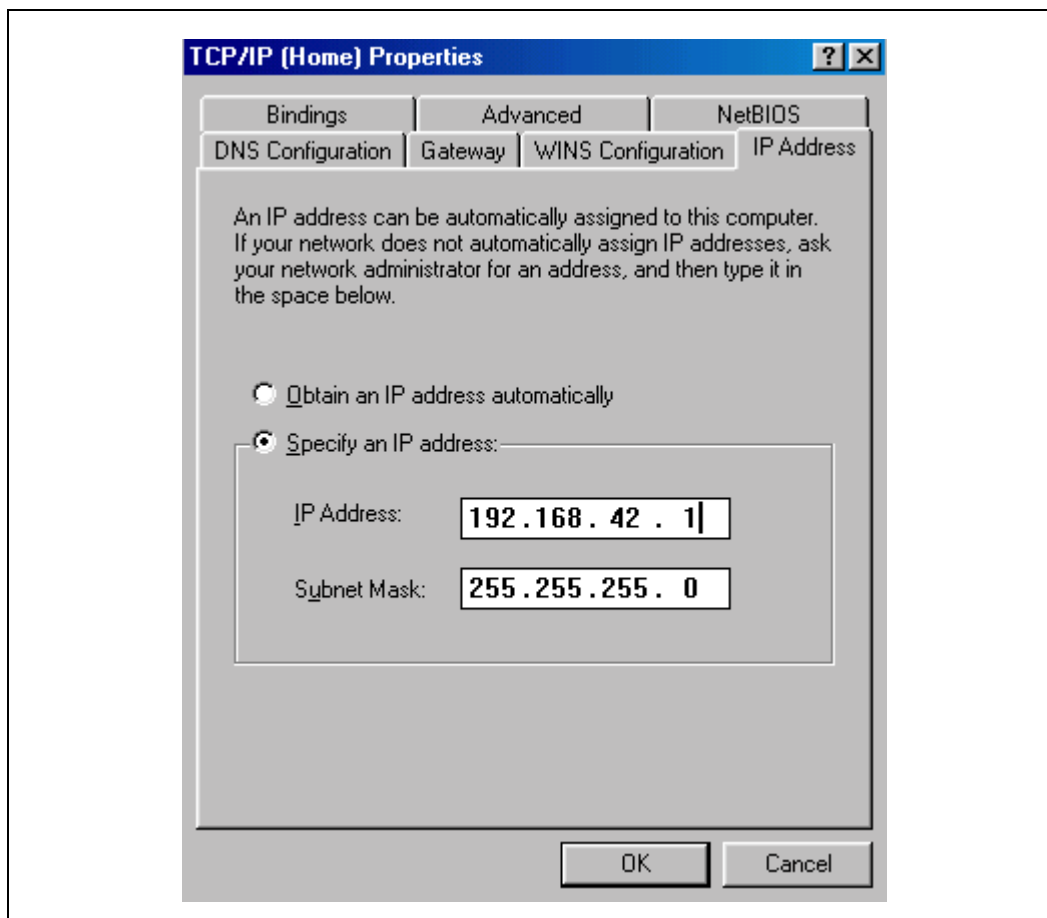 TCP/IP (Home) Properties
Bindings Advanced NetBIOS
DNS Configuration Gateway WINS Configuration IP Address
An IP address can be automatically assigned to this computer.
If your network does not automatically assign IP addresses, ask
your network administrator for an address, and then type it in
the space below.
Obtain an IP address automatically
Specify an IP address:
IP Address: 192.168. 42 . 1
Subnet Mask: 255.255.255. 0
OK Cancel